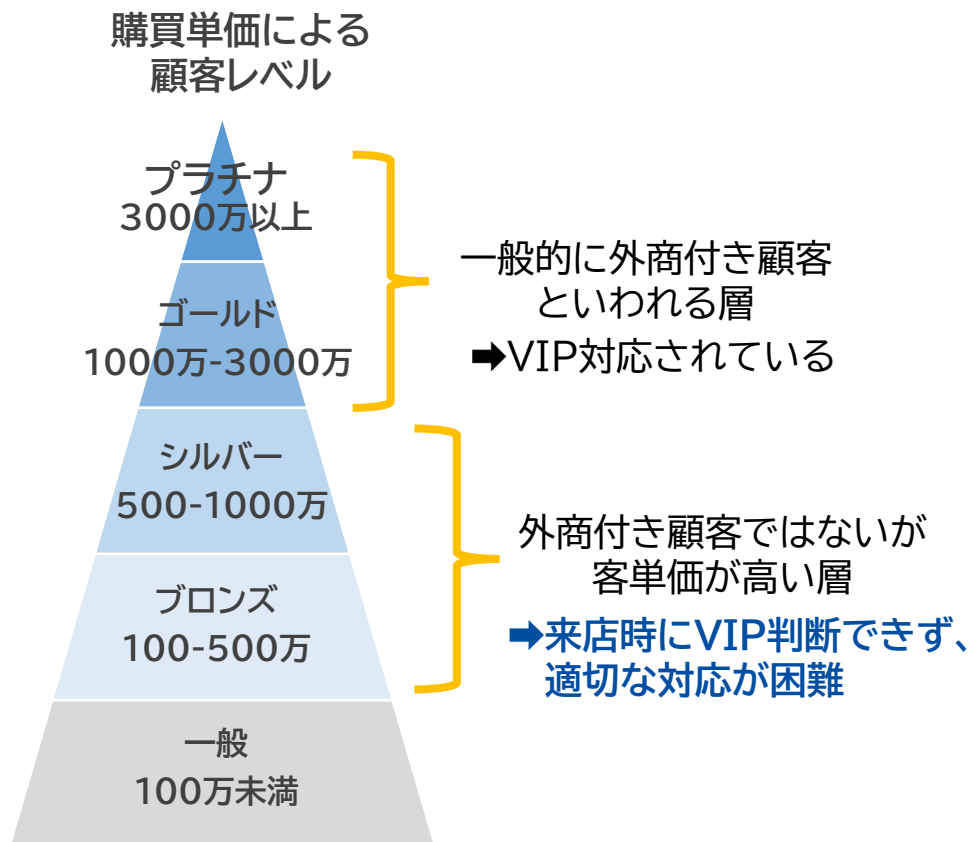 購買単価による
顧客レベル
プラチナ
3000万以上
ゴールド
1000万-3000万
一般的に外商付き顧客
といわれる層
➡VIP対応されている
シルバー
500-1000万
ブロンズ
100-500万
外商付き顧客ではないが
客単価が高い層
➡来店時にVIP判断できず、
適切な対応が困難
一般
100万未満